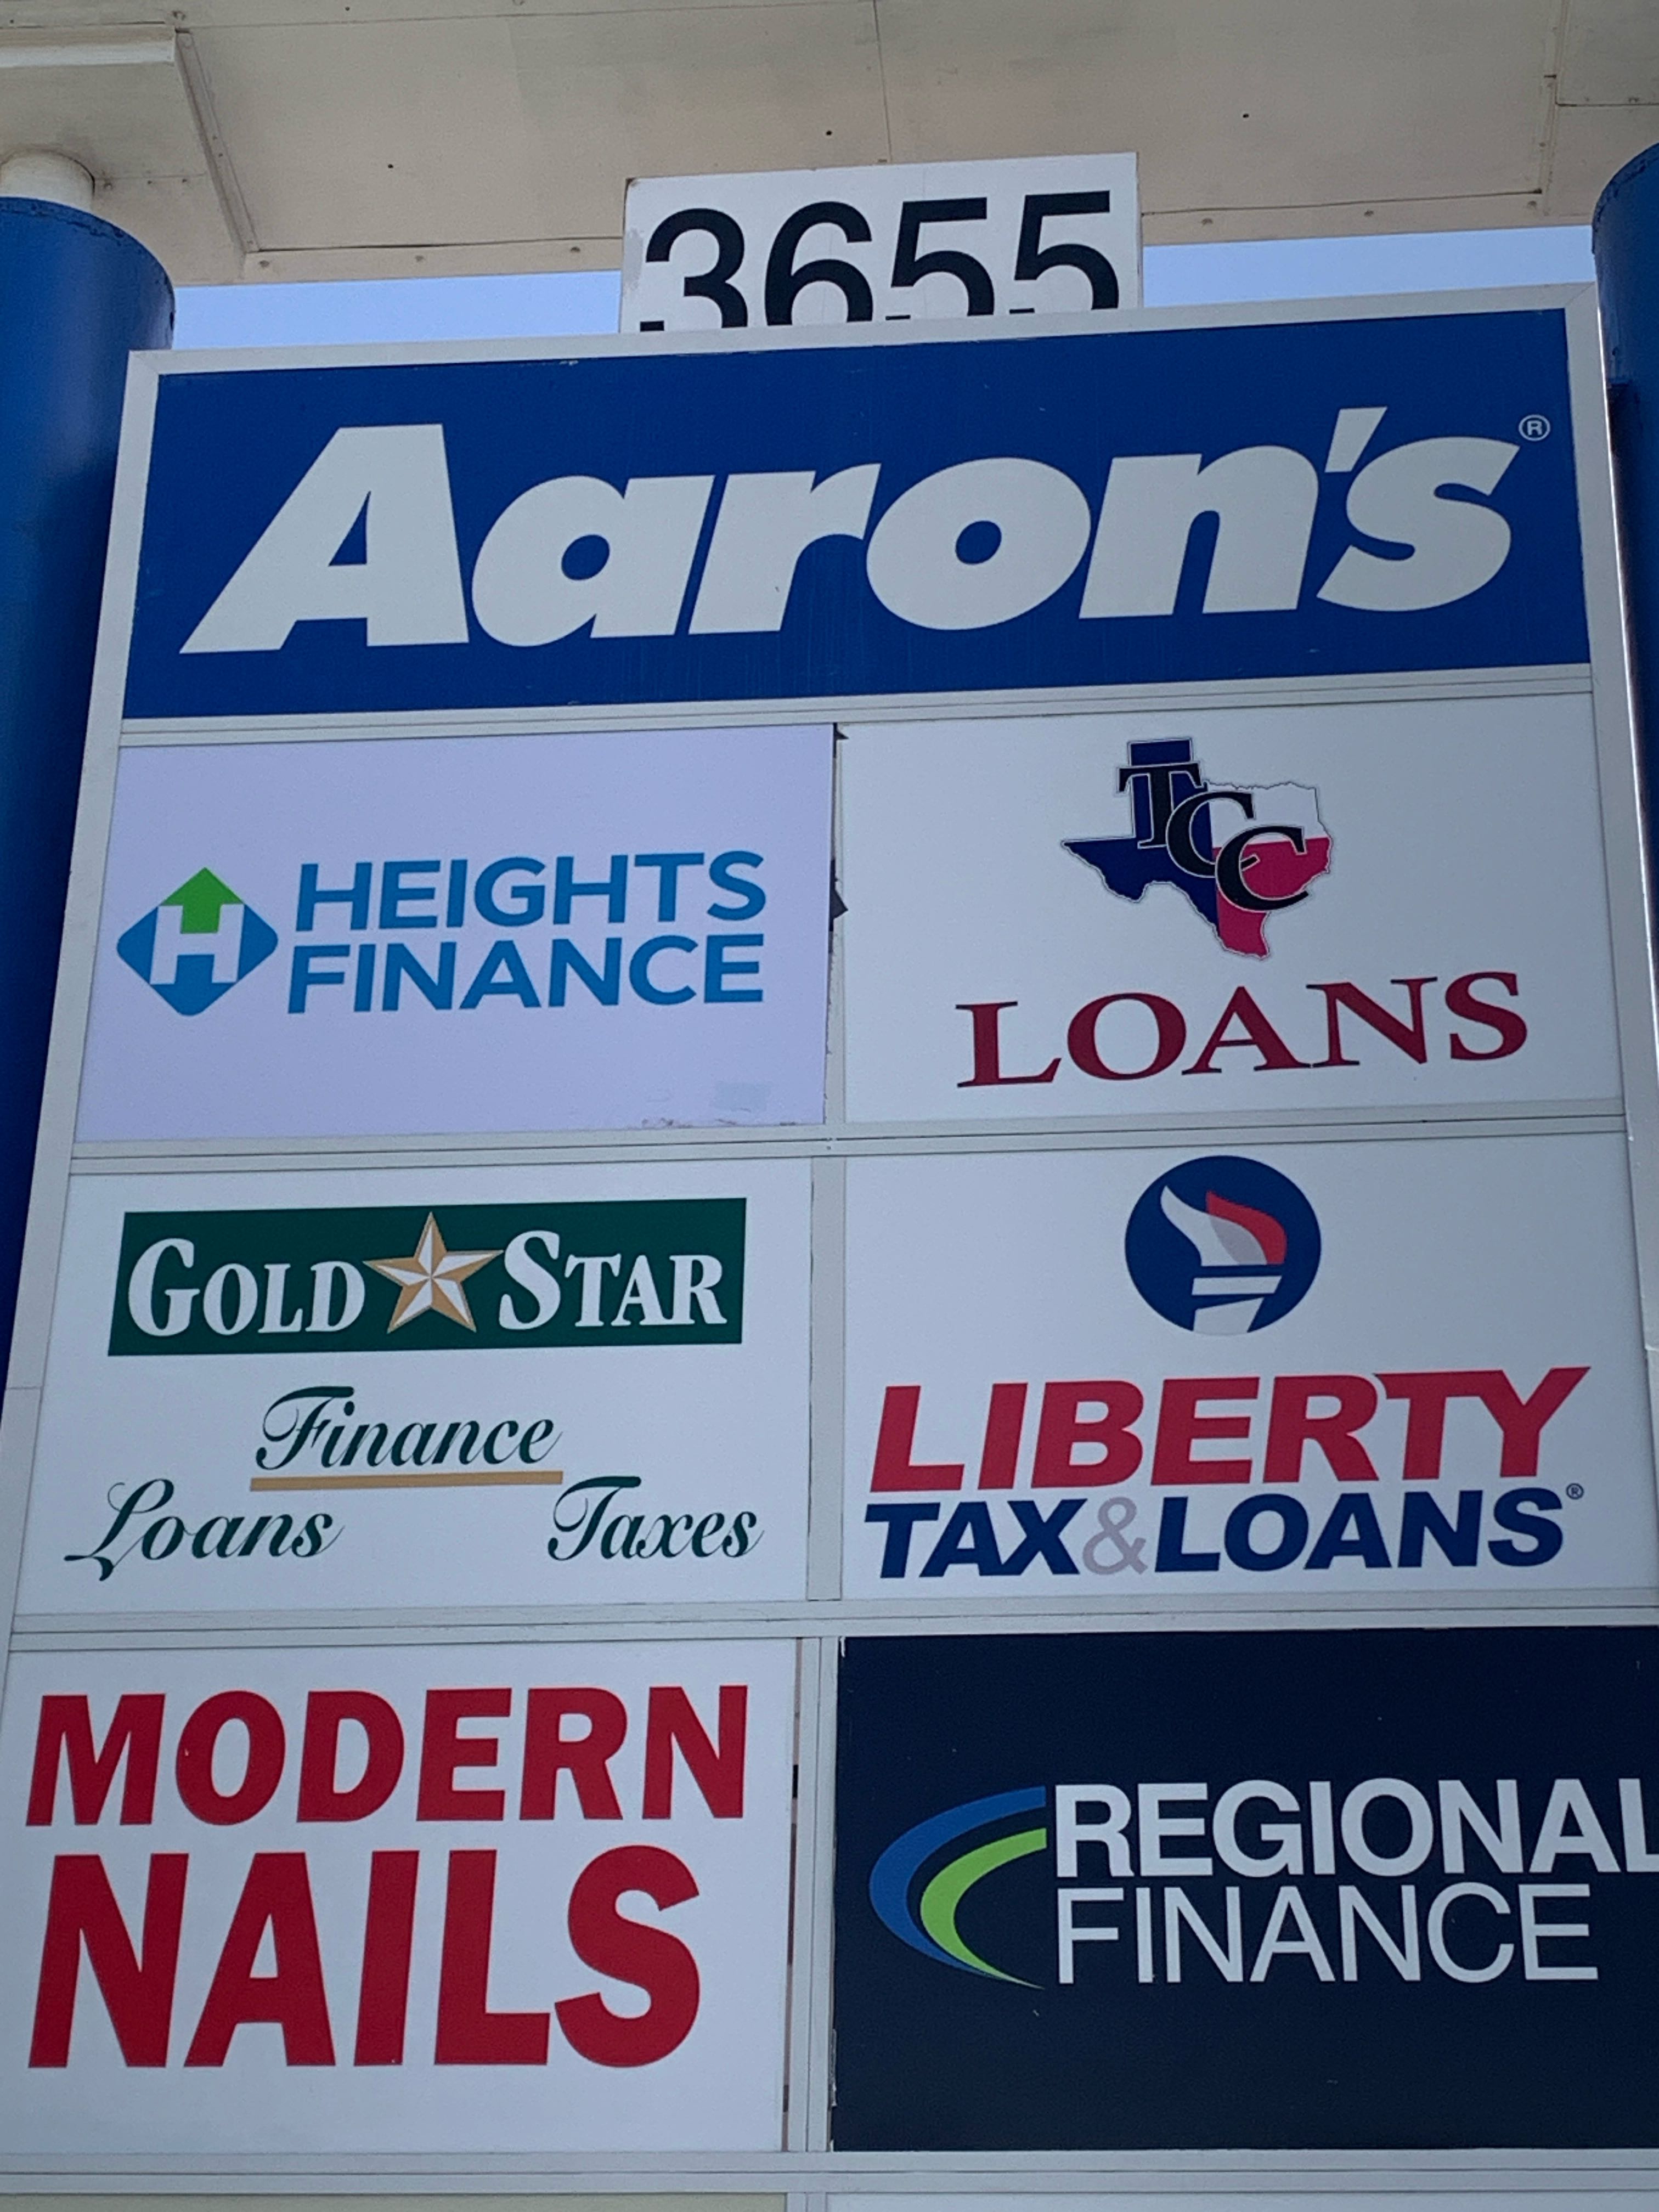 3655
Aaron's®
H HEIGHTS
FINANCE
TCC
LOANS
GOLD STAR
Finance
Loans Taxes
LIBERTY
TAX&LOANS®
MODERN
NAILS
REGIONAL
FINANCE